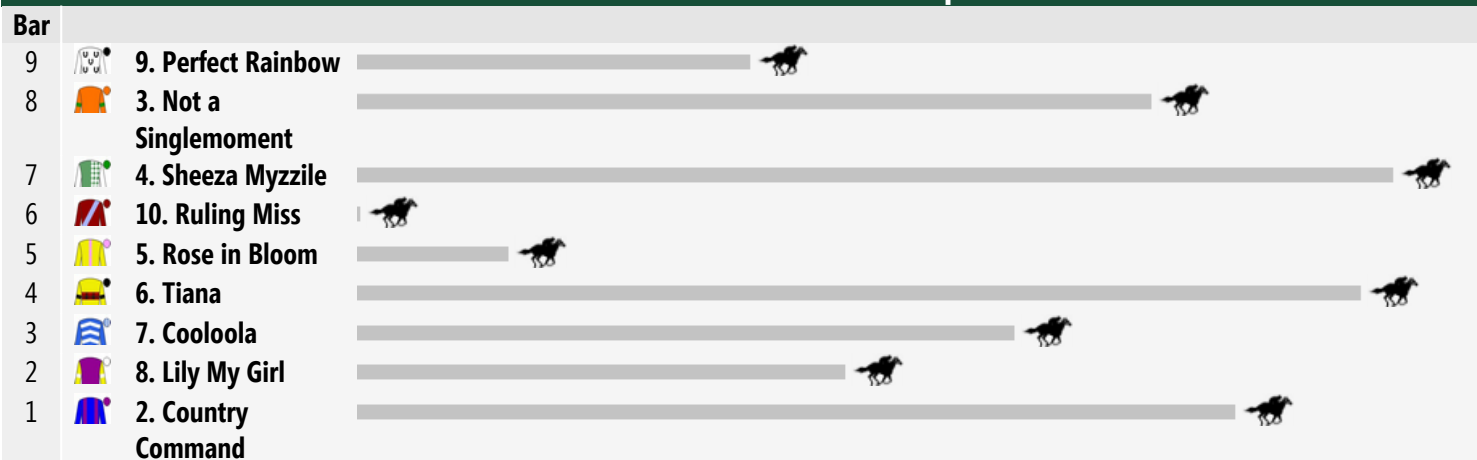 Bar
9 9. Perfect Rainbow
8 3. Not a
Singlemoment
7 4. Sheeza Myzzile
6 10. Ruling Miss
5 5. Rose in Bloom
4 6. Tiana
3 7. Cooloola
2 8. Lily My Girl
1 2. Country
Command